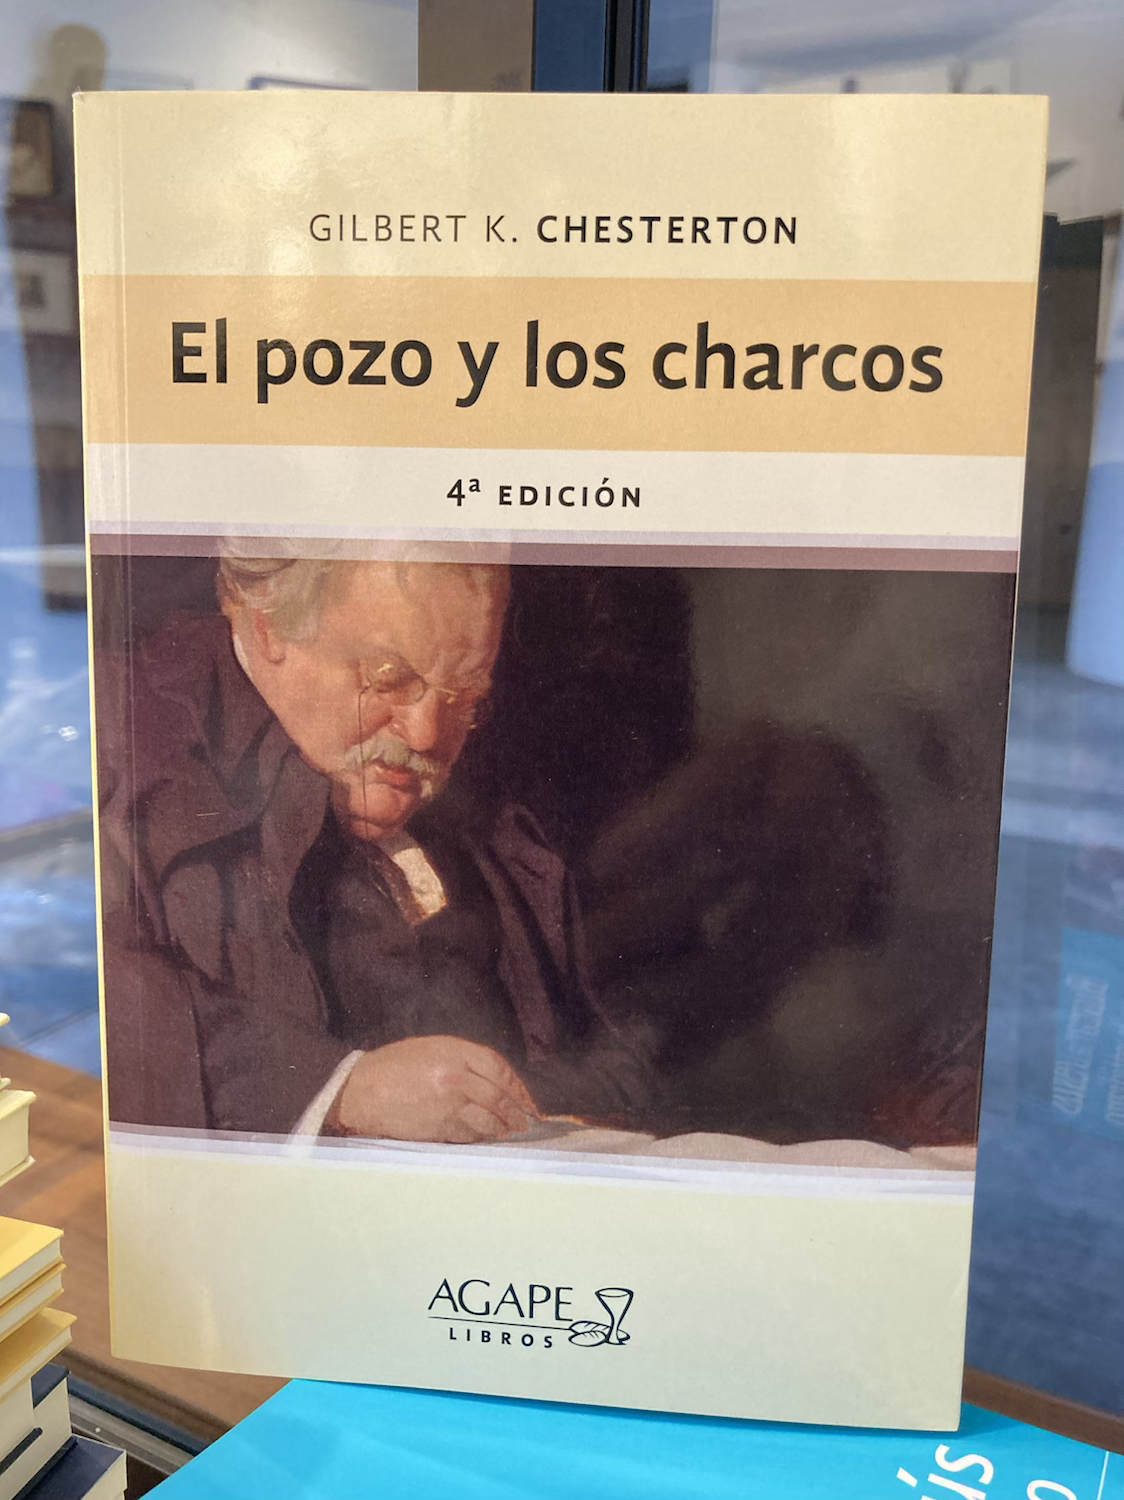 GILBERT K. CHESTERTON
El pozo y los charcos
4ª EDICIÓN
AGAPE
LIBROS